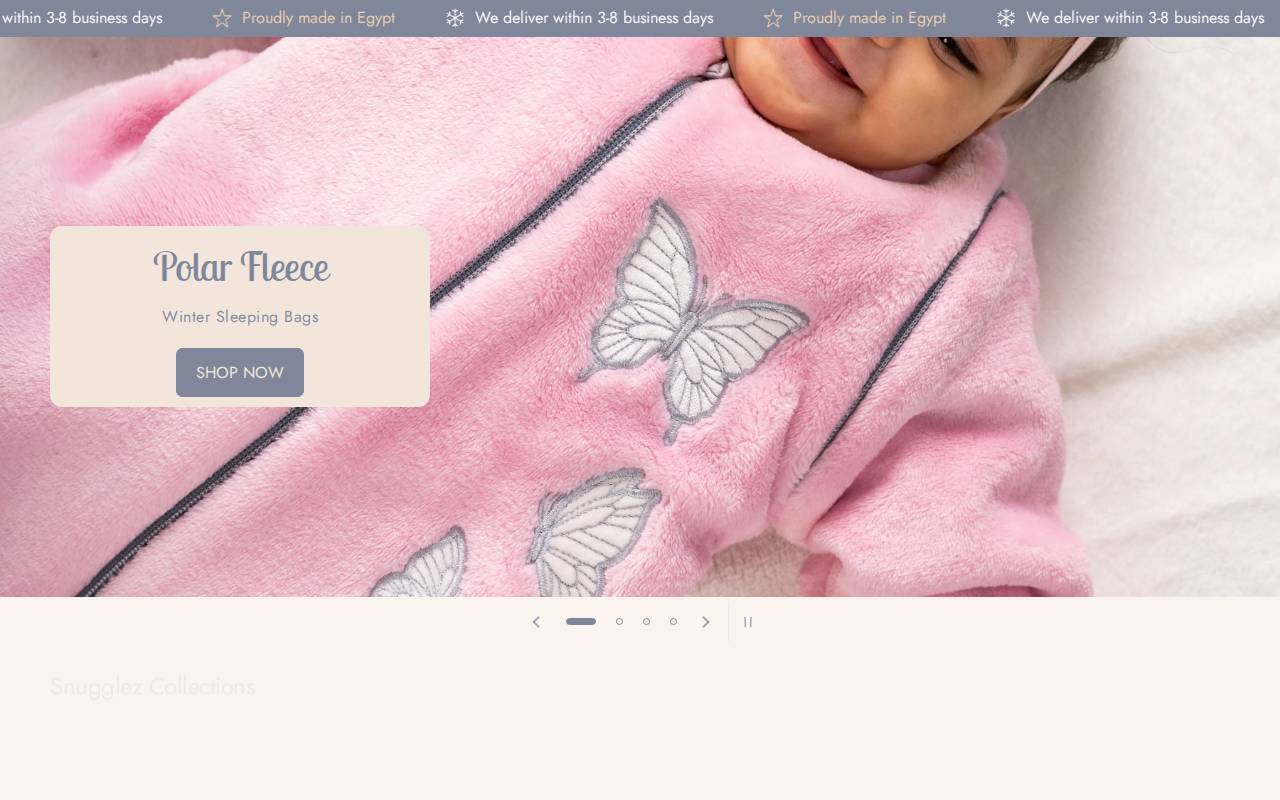 within 3-8 business days Proudly made in Egypt We deliver within 3-8 business days Proudly made in Egypt We deliver within 3-8 business days
Polar Fleece
Winter Sleeping Bags
SHOP NOW
Snugglez Collections